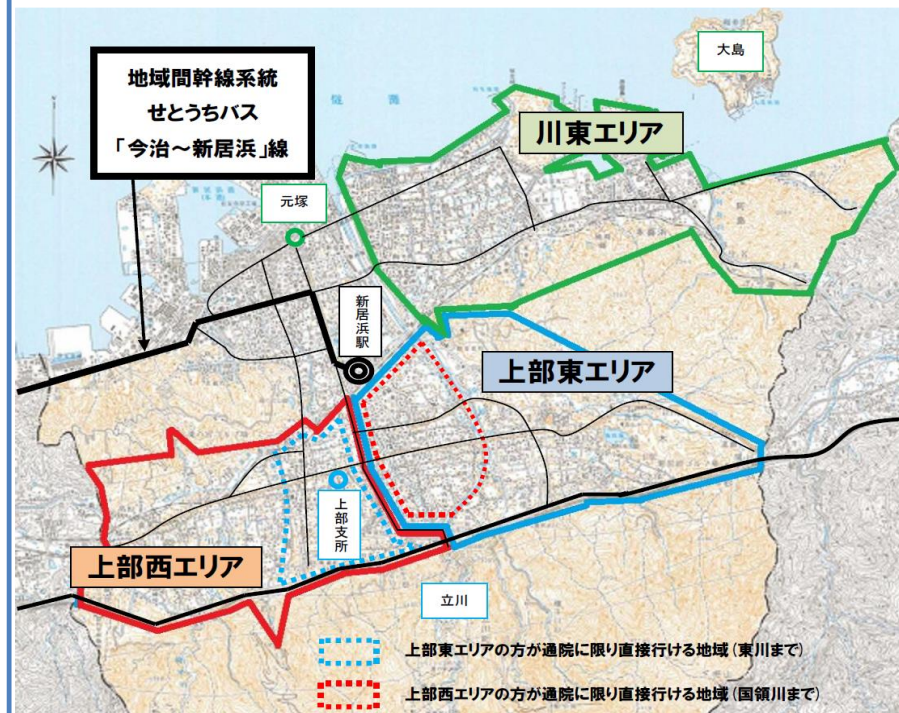 地域間幹線系統
せとうちバス
「今治～新居浜」線
大島
川東エリア
元塚
新居浜駅
上部東エリア
上部支所
上部西エリア
立川
上部東エリアの方が通院に限り直接行ける地域(東川まで)
上部西エリアの方が通院に限り直接行ける地域(国領川まで)